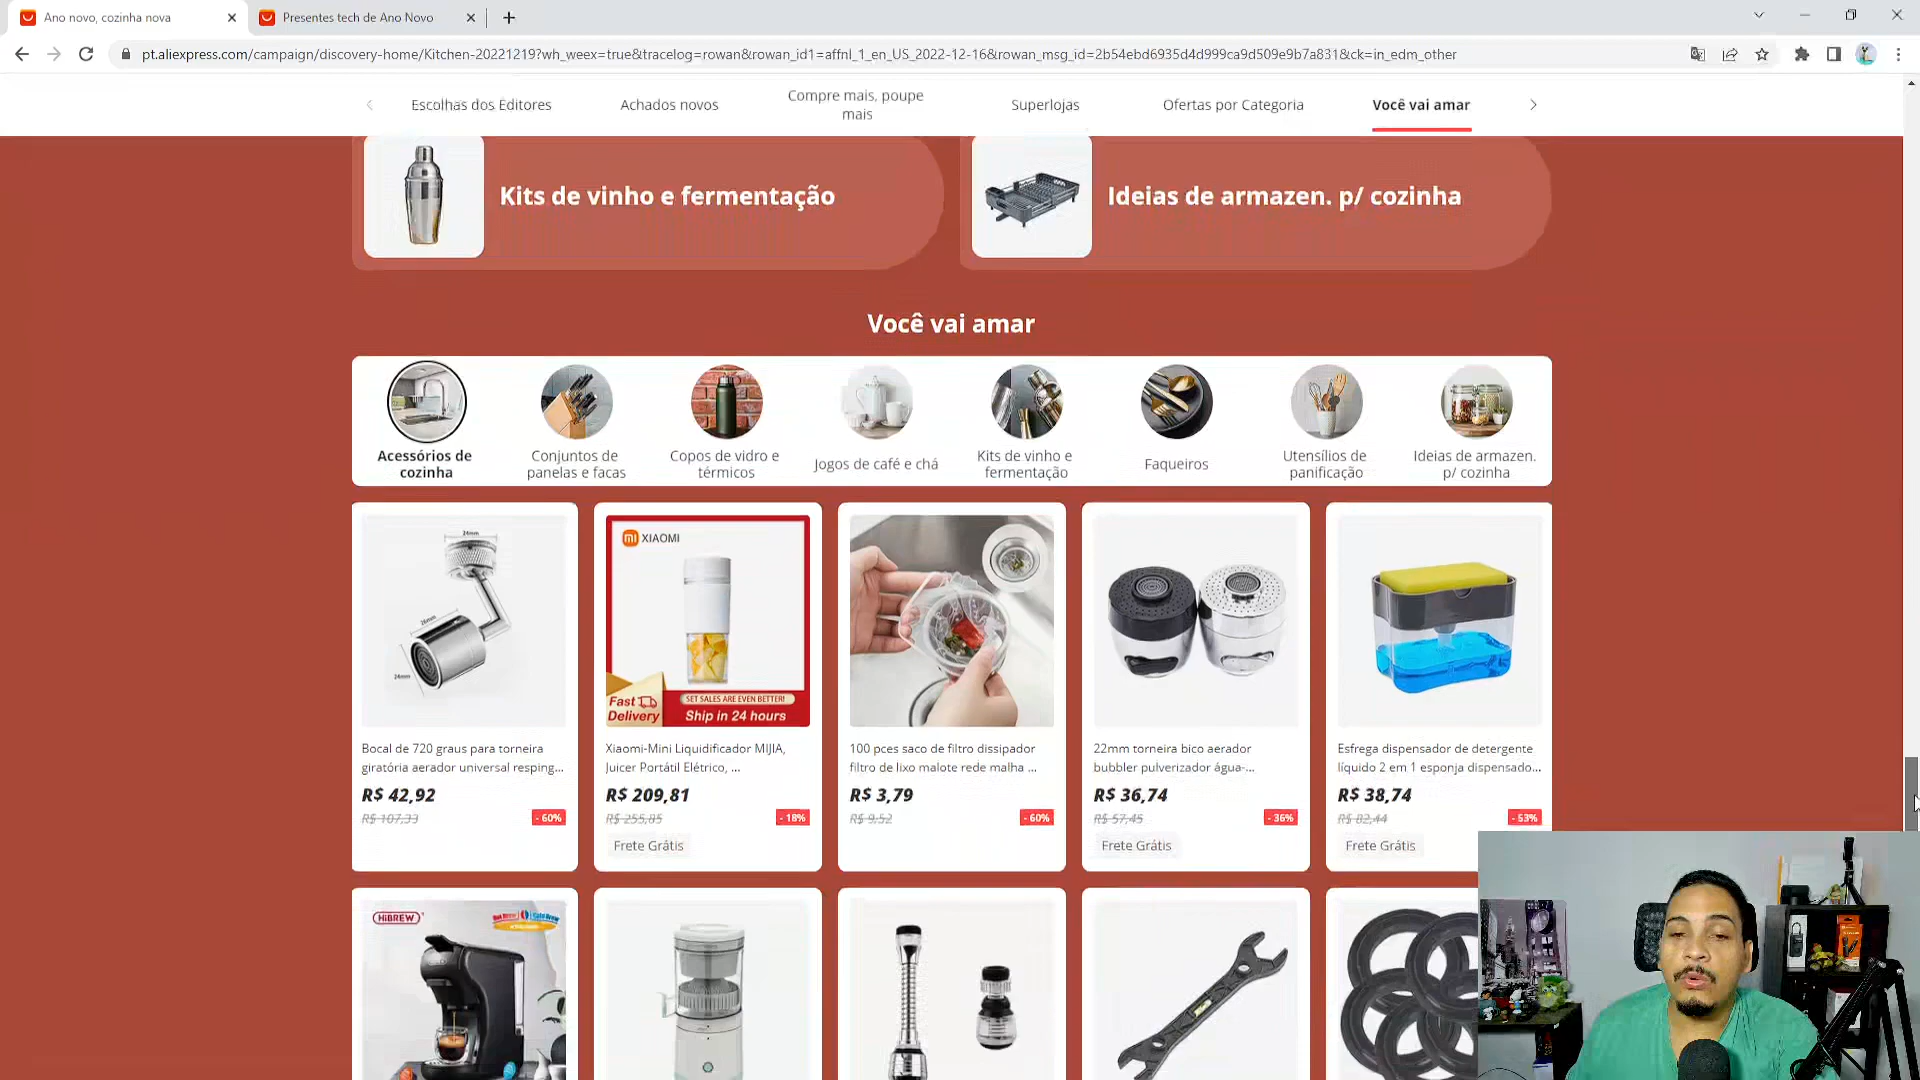 Ano novo, cozinha nova
Presentes tech de Ano Novo
pt.aliexpress.com/campaign/discovery-home/Kitchen-20221219?wh_weex=true&tracelog=rowan&rowan_id1=affnl_1_en_US_2022-12-16&rowan_msg_id=2b54ebd6935d4d999ca9d509e9b7a831&ck=in_edm_other
Escolhas dos Editores
Achados novos
Compre mais, poupe
mais
Superlojas
Ofertas por Categoria
Você vai amar
Kits de vinho e fermentação
Ideias de armazen. p/ cozinha
Você vai amar
Acessórios de
cozinha
Conjuntos de
panelas e facas
Copos de vidro e
térmicos
Jogos de café e chá
Kits de vinho e
fermentação
Faqueiros
Utensílios de
panificação
Ideias de armazen.
p/ cozinha
24mm
26mm
24mm
Bocal de 720 graus para torneira
giratória aerador universal resping...
R$ 42,92
R$ 107,33
- 60%
XIAOMI
Fast
Delivery
SET SALES ARE EVEN BETTER!
Ship in 24 hours
Xiaomi-Mini Liquidificador MIJIA,
Juicer Portátil Elétrico, ...
R$ 209,81
R$ 255,85
- 18%
Frete Grátis
100 pces saco de filtro dissipador
filtro de lixo malote rede malha ...
R$ 3,79
R$ 9,52
- 60%
22mm torneira bico aerador
bubbler pulverizador água-...
R$ 36,74
R$ 57,45
- 36%
Frete Grátis
Esfrega dispensador de detergente
líquido 2 em 1 esponja dispensado...
R$ 38,74
R$ 82,44
- 53%
Frete Grátis
HiBREW